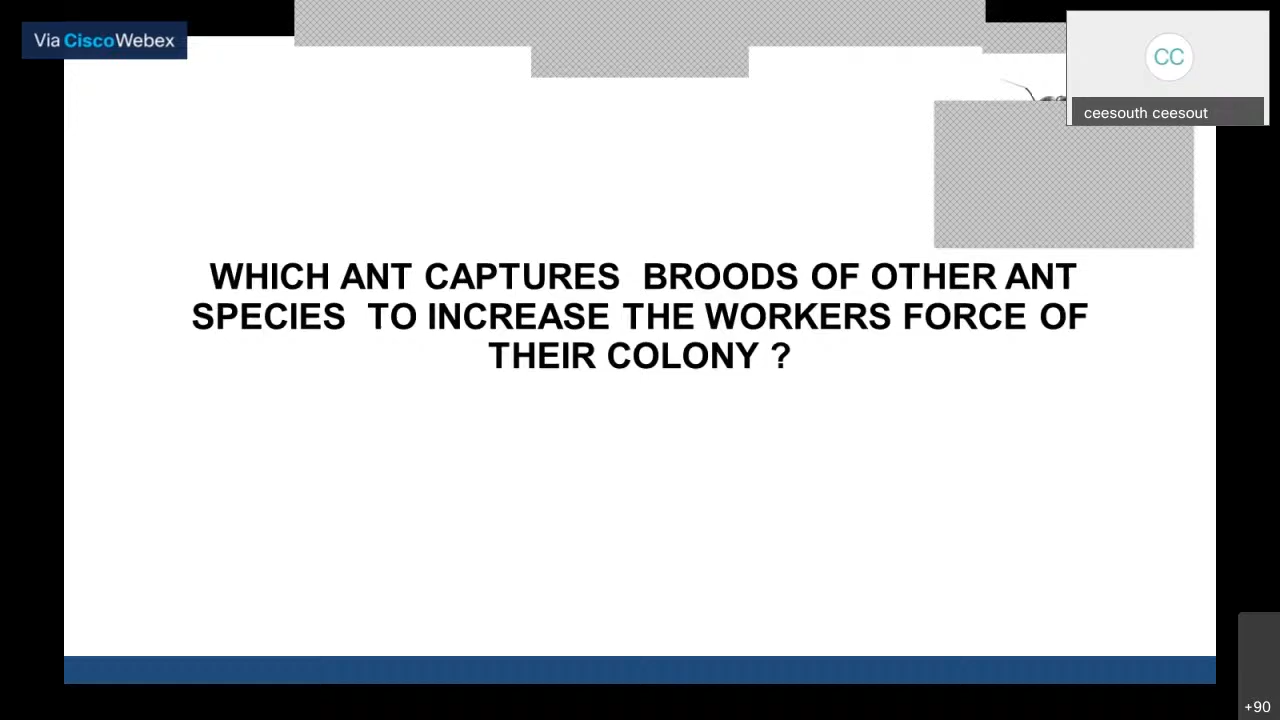 Via CiscoWebex
CC
ceesouth ceesout
WHICH ANT CAPTURES  BROODS OF OTHER ANT
SPECIES  TO INCREASE THE WORKERS FORCE OF
THEIR COLONY ?
+90